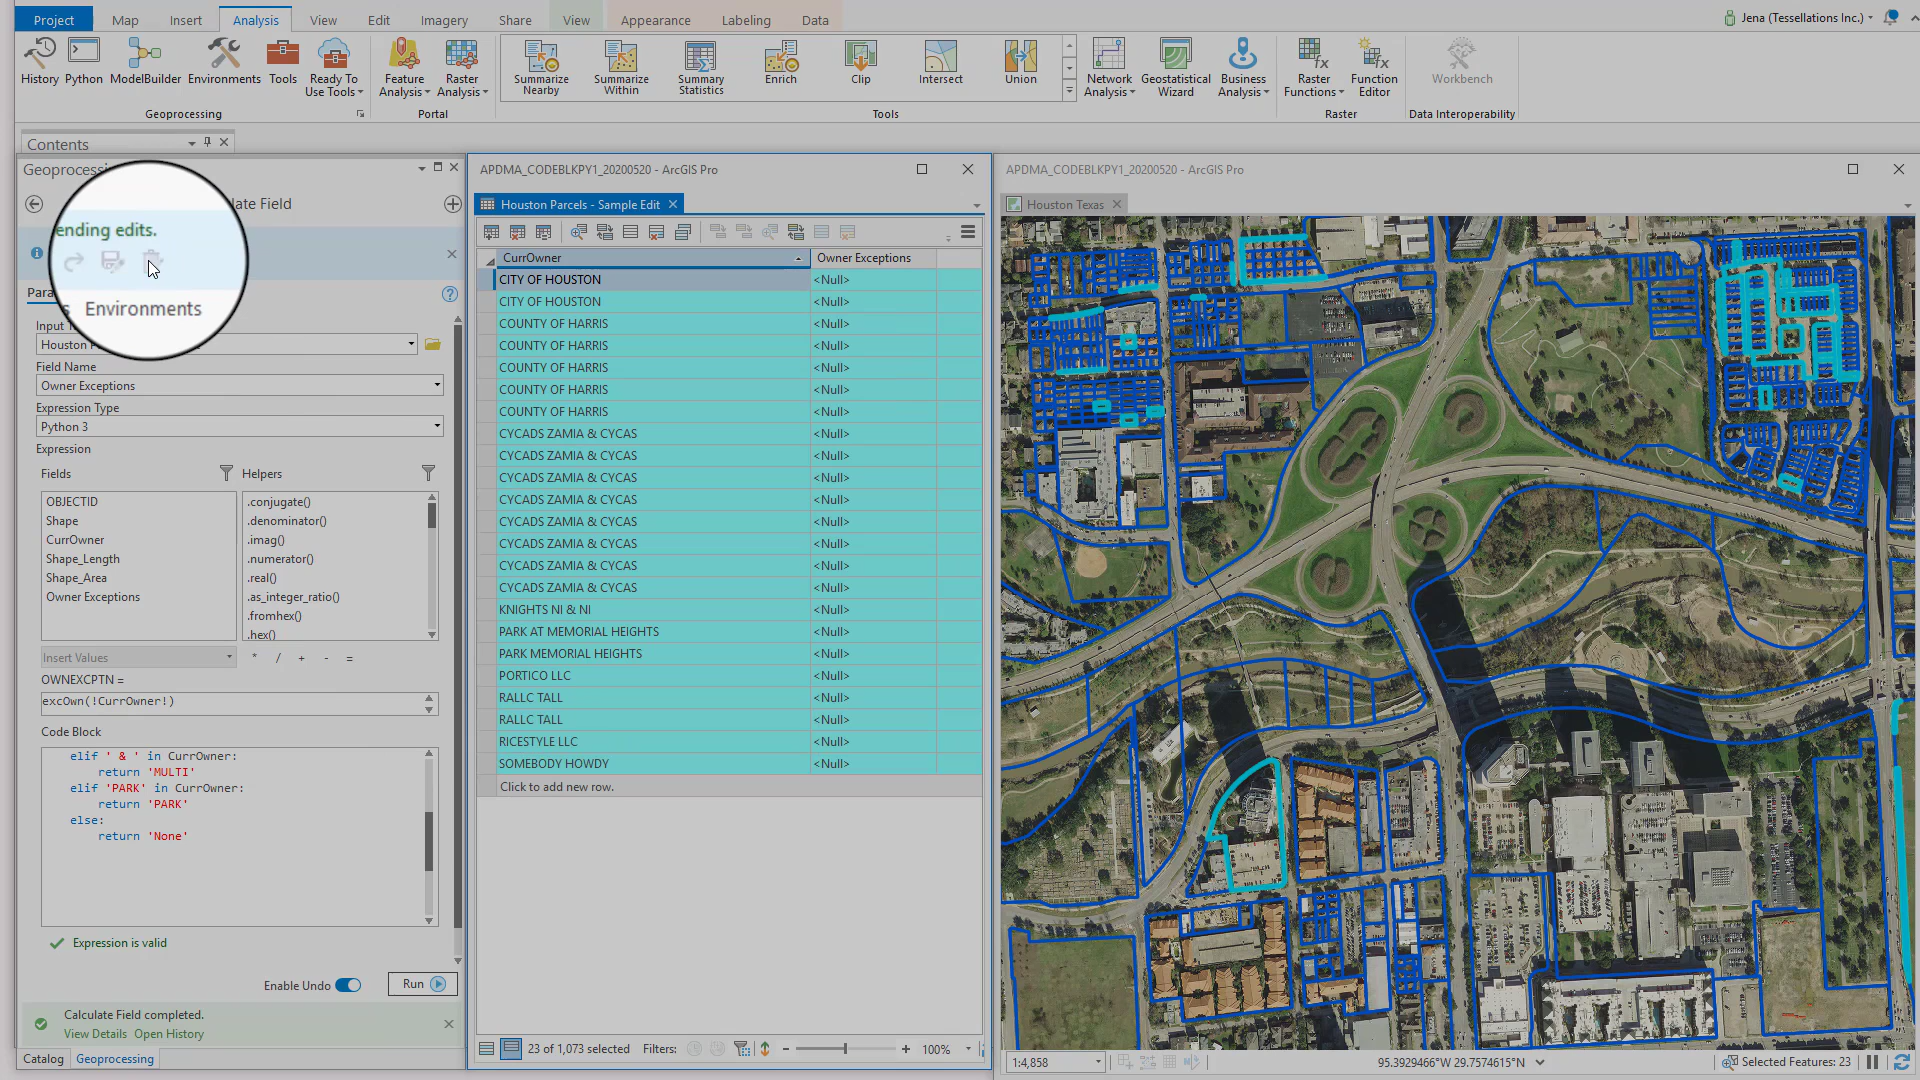 Project Map Insert Analysis View Edit Imagery Share View Appearance Labeling Data
Jena (Tessellations Inc.)
History Python ModelBuilder Environments Tools Ready To Use Tools
Feature Analysis Raster Analysis
Summarize Nearby Summarize Within Summary Statistics Enrich Clip Intersect Union
Network Analysis Geostatistical Wizard Business Analysis
Raster Functions Function Editor Workbench
Geoprocessing Portal Tools Raster Data Interoperability
Contents
Geoprocess
late Field
ending edits.
Para
s Environments
Input T
Houston P
Field Name
Owner Exceptions
Expression Type
Python 3
Expression
Fields Helpers
OBJECTID
Shape
CurrOwner
Shape_Length
Shape_Area
Owner Exceptions
.conjugate()
.denominator()
.imag()
.numerator()
.real()
.as_integer_ratio()
.fromhex()
.hex()
Insert Values * / + - =
OWNEXCPTN =
excOwn(!CurrOwner!)
Code Block
elif ' & ' in CurrOwner:
return 'MULTI'
elif 'PARK' in CurrOwner:
return 'PARK'
else:
return 'None'
Expression is valid
Enable Undo Run
Calculate Field completed.
View Details Open History
Catalog Geoprocessing
APDMA_CODEBLKPY1_20200520 - ArcGIS Pro
Houston Parcels - Sample Edit
CurrOwner Owner Exceptions
CITY OF HOUSTON <Null>
CITY OF HOUSTON <Null>
COUNTY OF HARRIS <Null>
COUNTY OF HARRIS <Null>
COUNTY OF HARRIS <Null>
COUNTY OF HARRIS <Null>
COUNTY OF HARRIS <Null>
CYCADS ZAMIA & CYCAS <Null>
CYCADS ZAMIA & CYCAS <Null>
CYCADS ZAMIA & CYCAS <Null>
CYCADS ZAMIA & CYCAS <Null>
CYCADS ZAMIA & CYCAS <Null>
CYCADS ZAMIA & CYCAS <Null>
CYCADS ZAMIA & CYCAS <Null>
CYCADS ZAMIA & CYCAS <Null>
KNIGHTS NI & NI <Null>
PARK AT MEMORIAL HEIGHTS <Null>
PARK MEMORIAL HEIGHTS <Null>
PORTICO LLC <Null>
RALLC TALL <Null>
RALLC TALL <Null>
RICESTYLE LLC <Null>
SOMEBODY HOWDY <Null>
Click to add new row.
23 of 1,073 selected Filters: - + 100%
APDMA_CODEBLKPY1_20200520 - ArcGIS Pro
Houston Texas
1:4,858 95.3929466°W 29.7574615°N Selected Features: 23